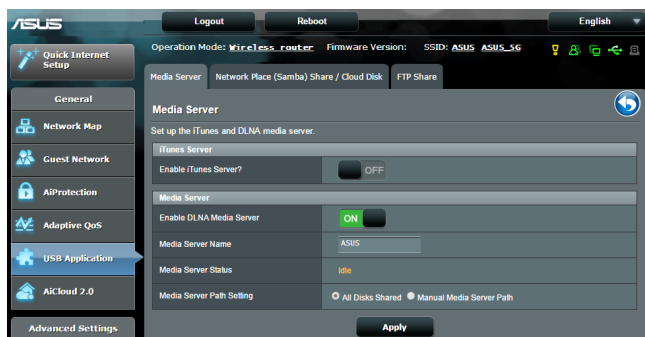 ASUS
Logout
Reboot
English
Quick Internet Setup
Operation Mode: Wireless router Firmware Version: SSID: ASUS ASUS_5G
Media Server
Network Place (Samba) Share / Cloud Disk
FTP Share
General
Network Map
Guest Network
AiProtection
Adaptive QoS
USB Application
AiCloud 2.0
Advanced Settings
Media Server
Set up the iTunes and DLNA media server.
iTunes Server
Enable iTunes Server?
OFF
Media Server
Enable DLNA Media Server
ON
Media Server Name
ASUS
Media Server Status
Idle
Media Server Path Setting
All Disks Shared
Manual Media Server Path
Apply